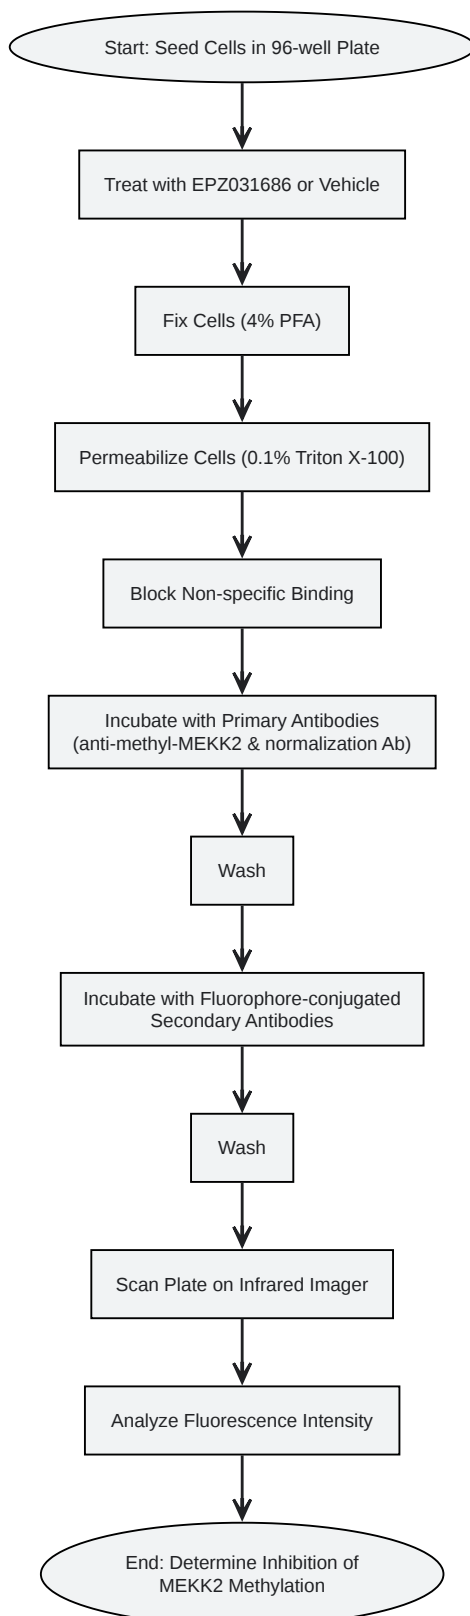 Start: Seed Cells in 96-well Plate
Treat with EPZ031686 or Vehicle
Fix Cells (4% PFA)
Permeabilize Cells (0.1% Triton X-100)
Block Non-specific Binding
Incubate with Primary Antibodies
(anti-methyl-MEKK2 & normalization Ab)
Wash
Incubate with Fluorophore-conjugated
Secondary Antibodies
Wash
Scan Plate on Infrared Imager
Analyze Fluorescence Intensity
End: Determine Inhibition of
MEKK2 Methylation